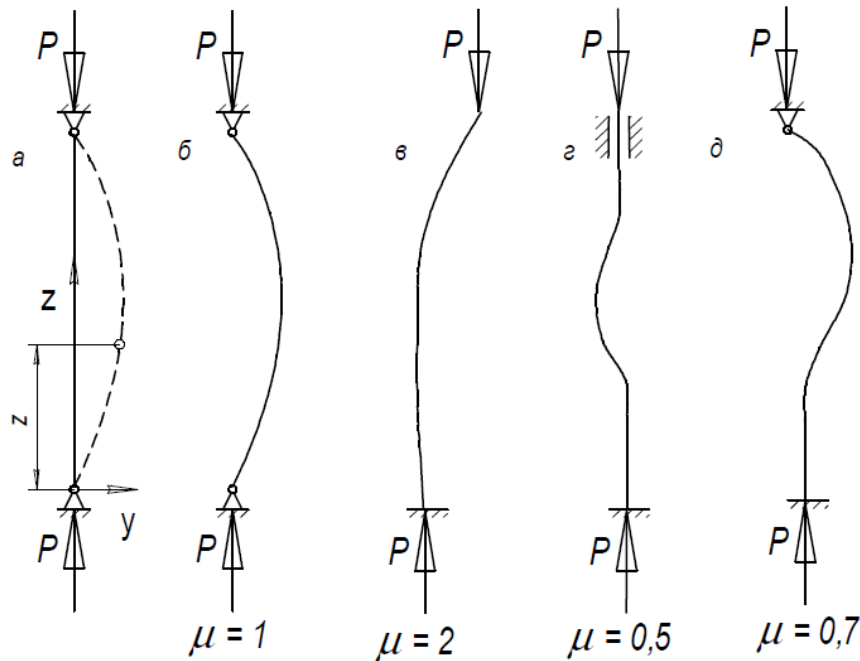 P P P P P
а б в г д
z
z
y
P P P P P
μ = 1 μ = 2 μ = 0,5 μ = 0,7